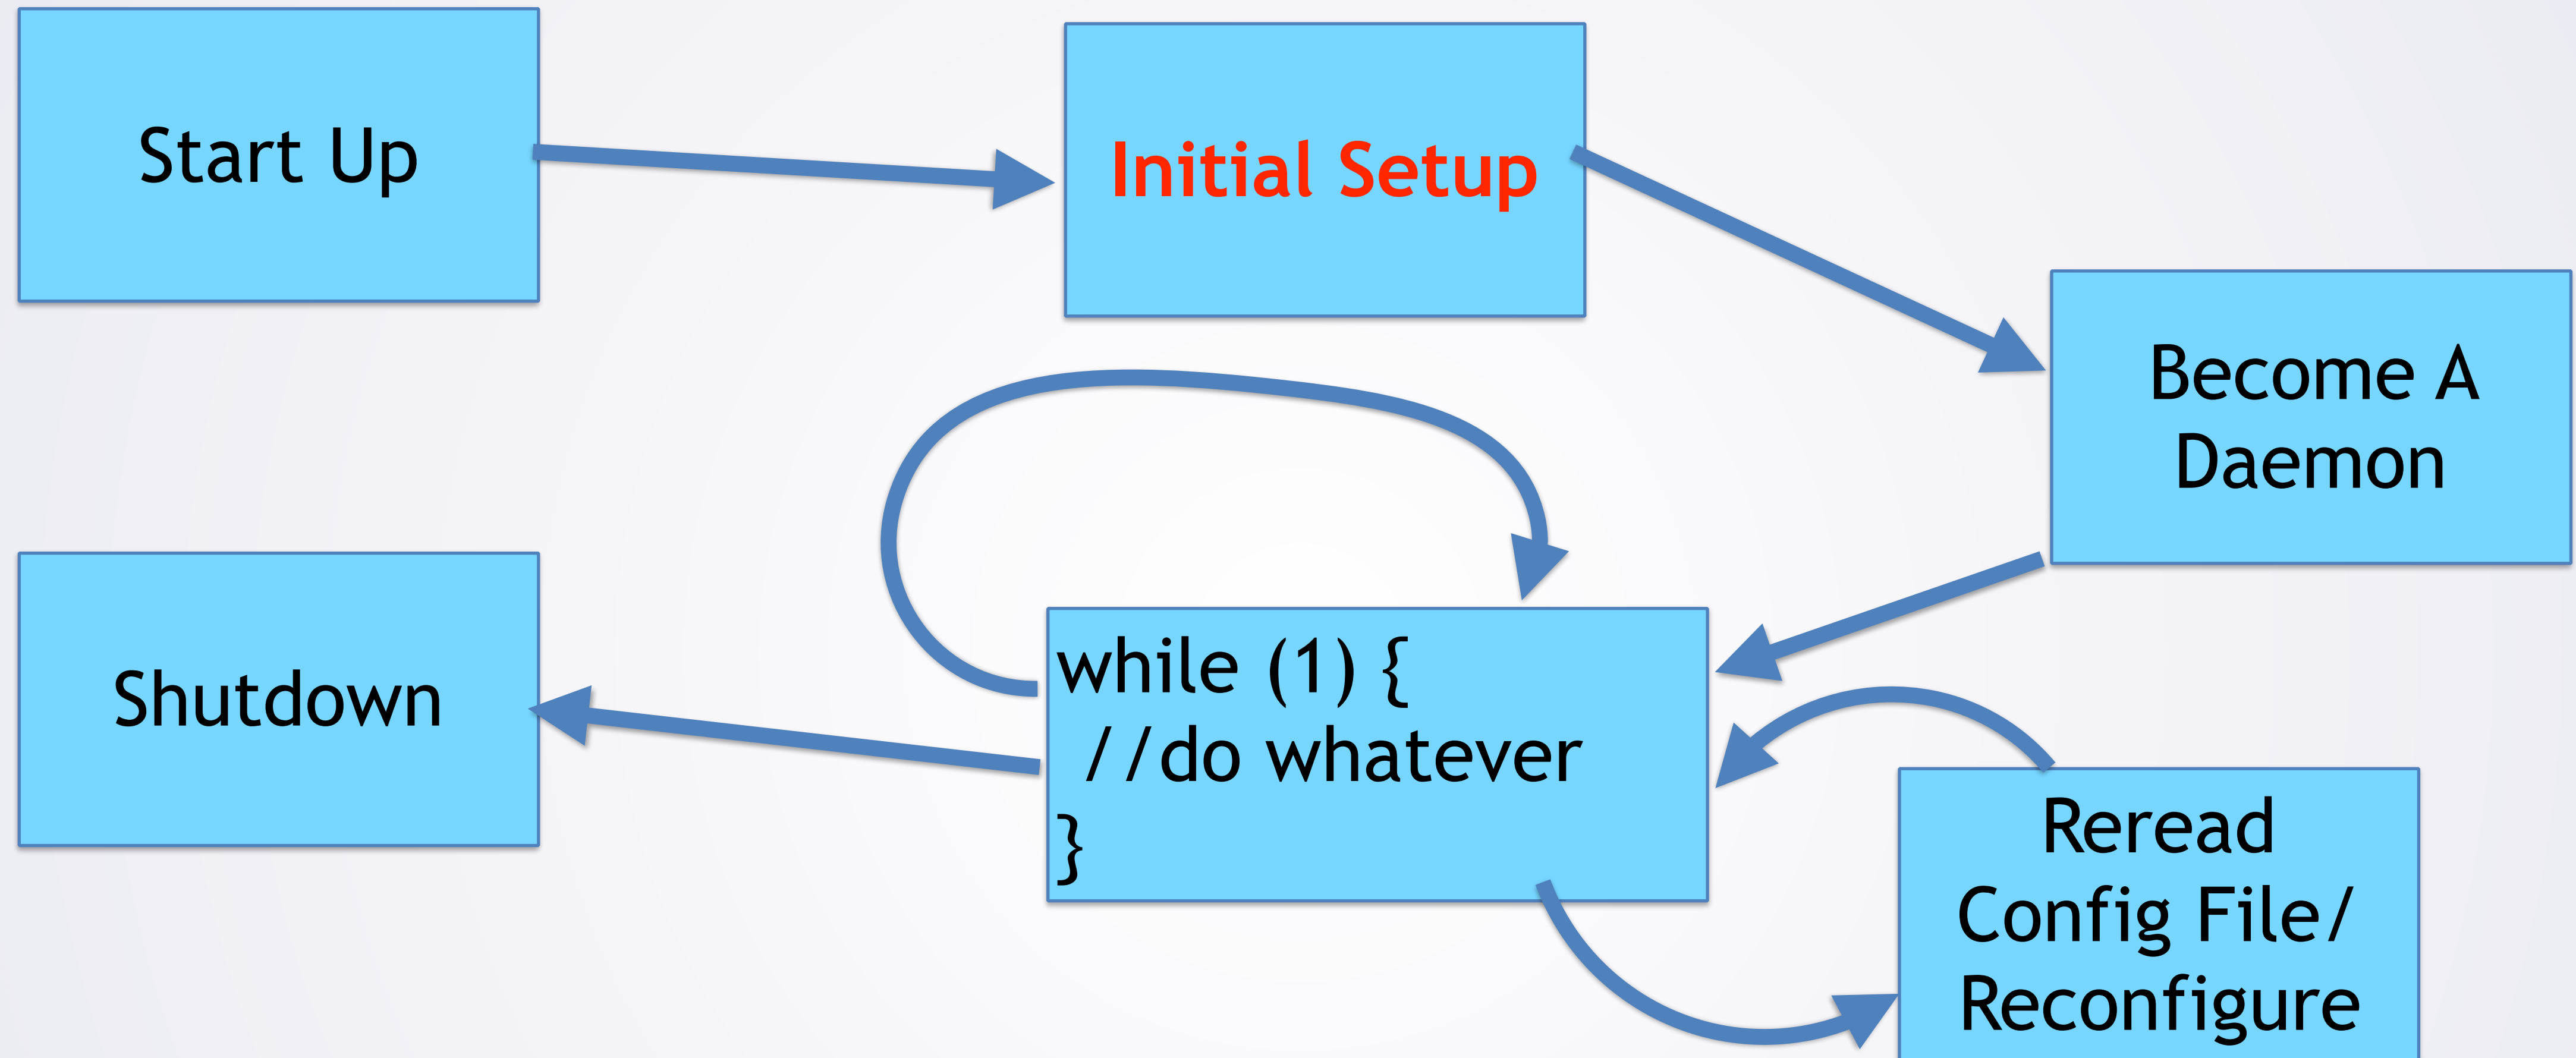 Start Up
Initial Setup
Become A
Daemon
Shutdown
while (1) {
//do whatever
}
Reread
Config File/
Reconfigure